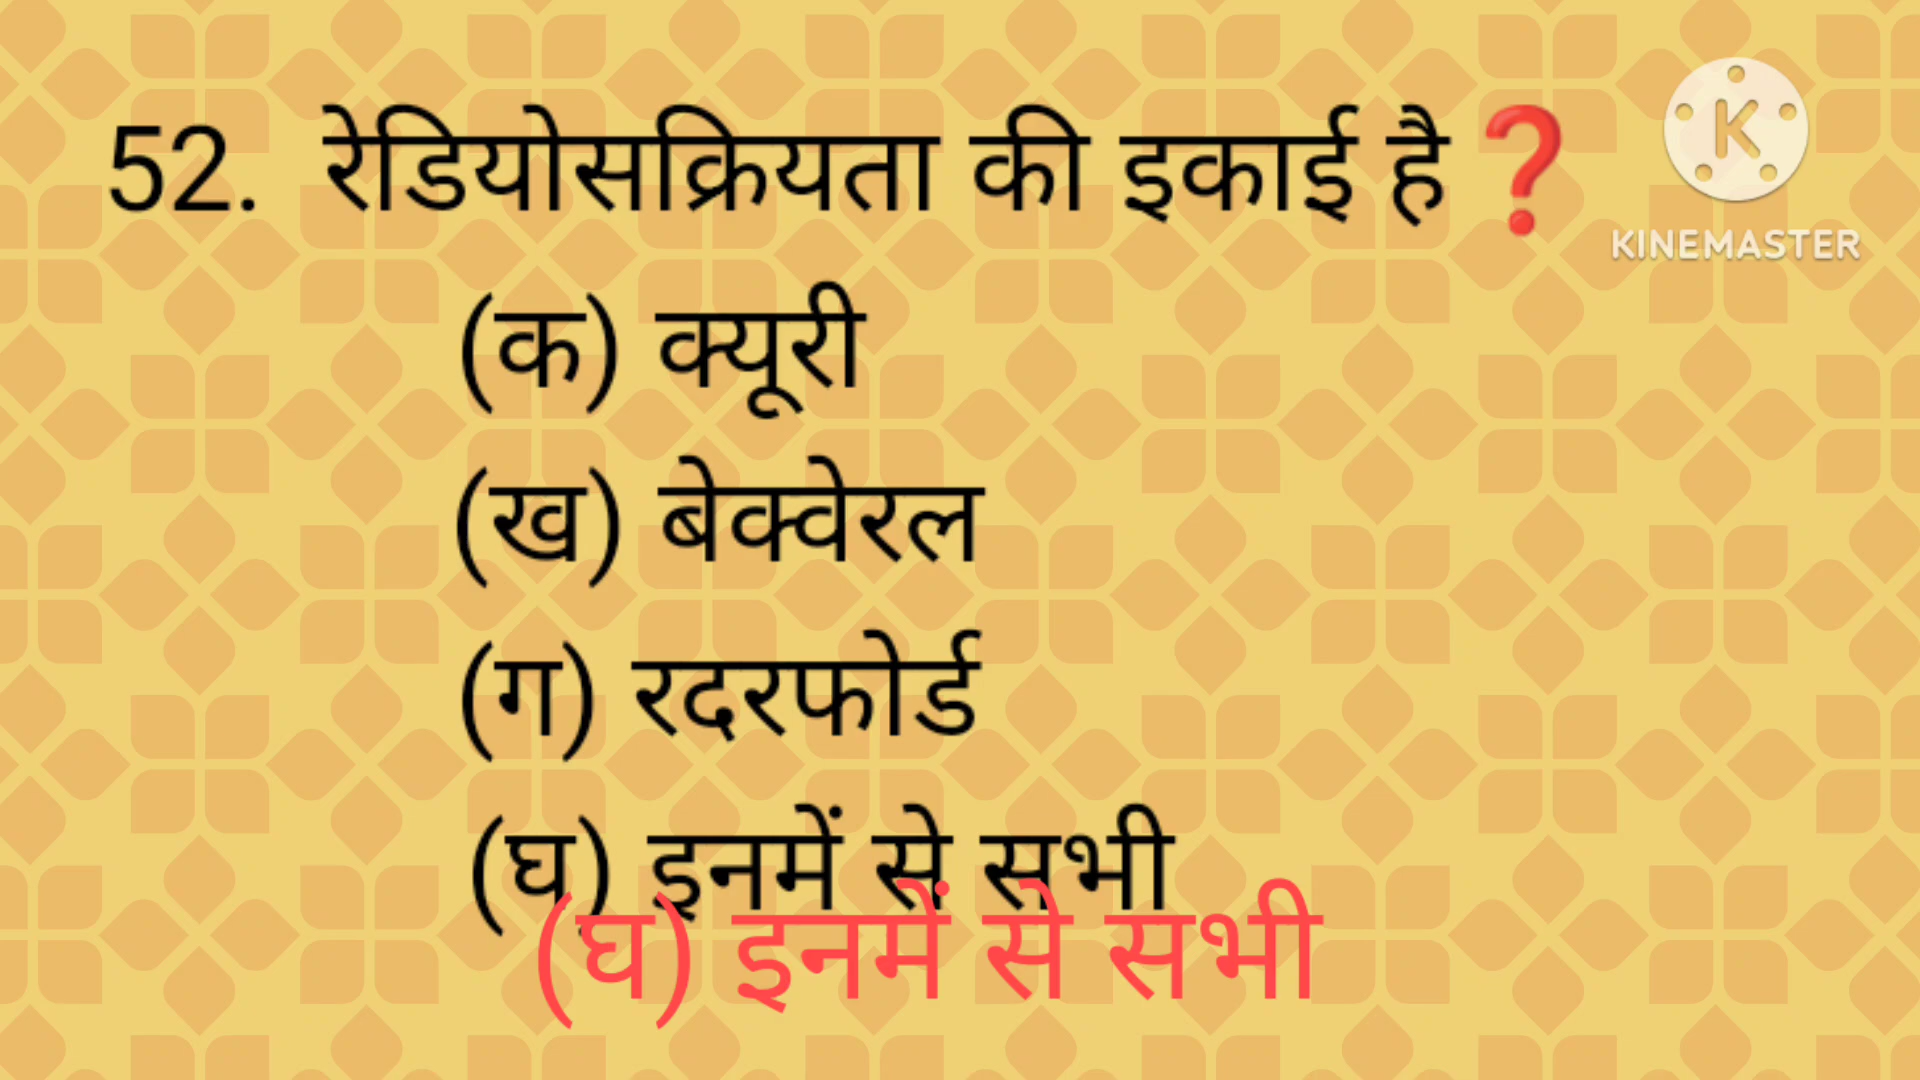 52. रेडियोसक्रियता की इकाई है❓
K
KINEMASTER
(क) क्यूरी
(ख) बेक्वेरल
(ग) रदरफोर्ड
(घ) इनमें से सभी
(घ) इनमें से सभी